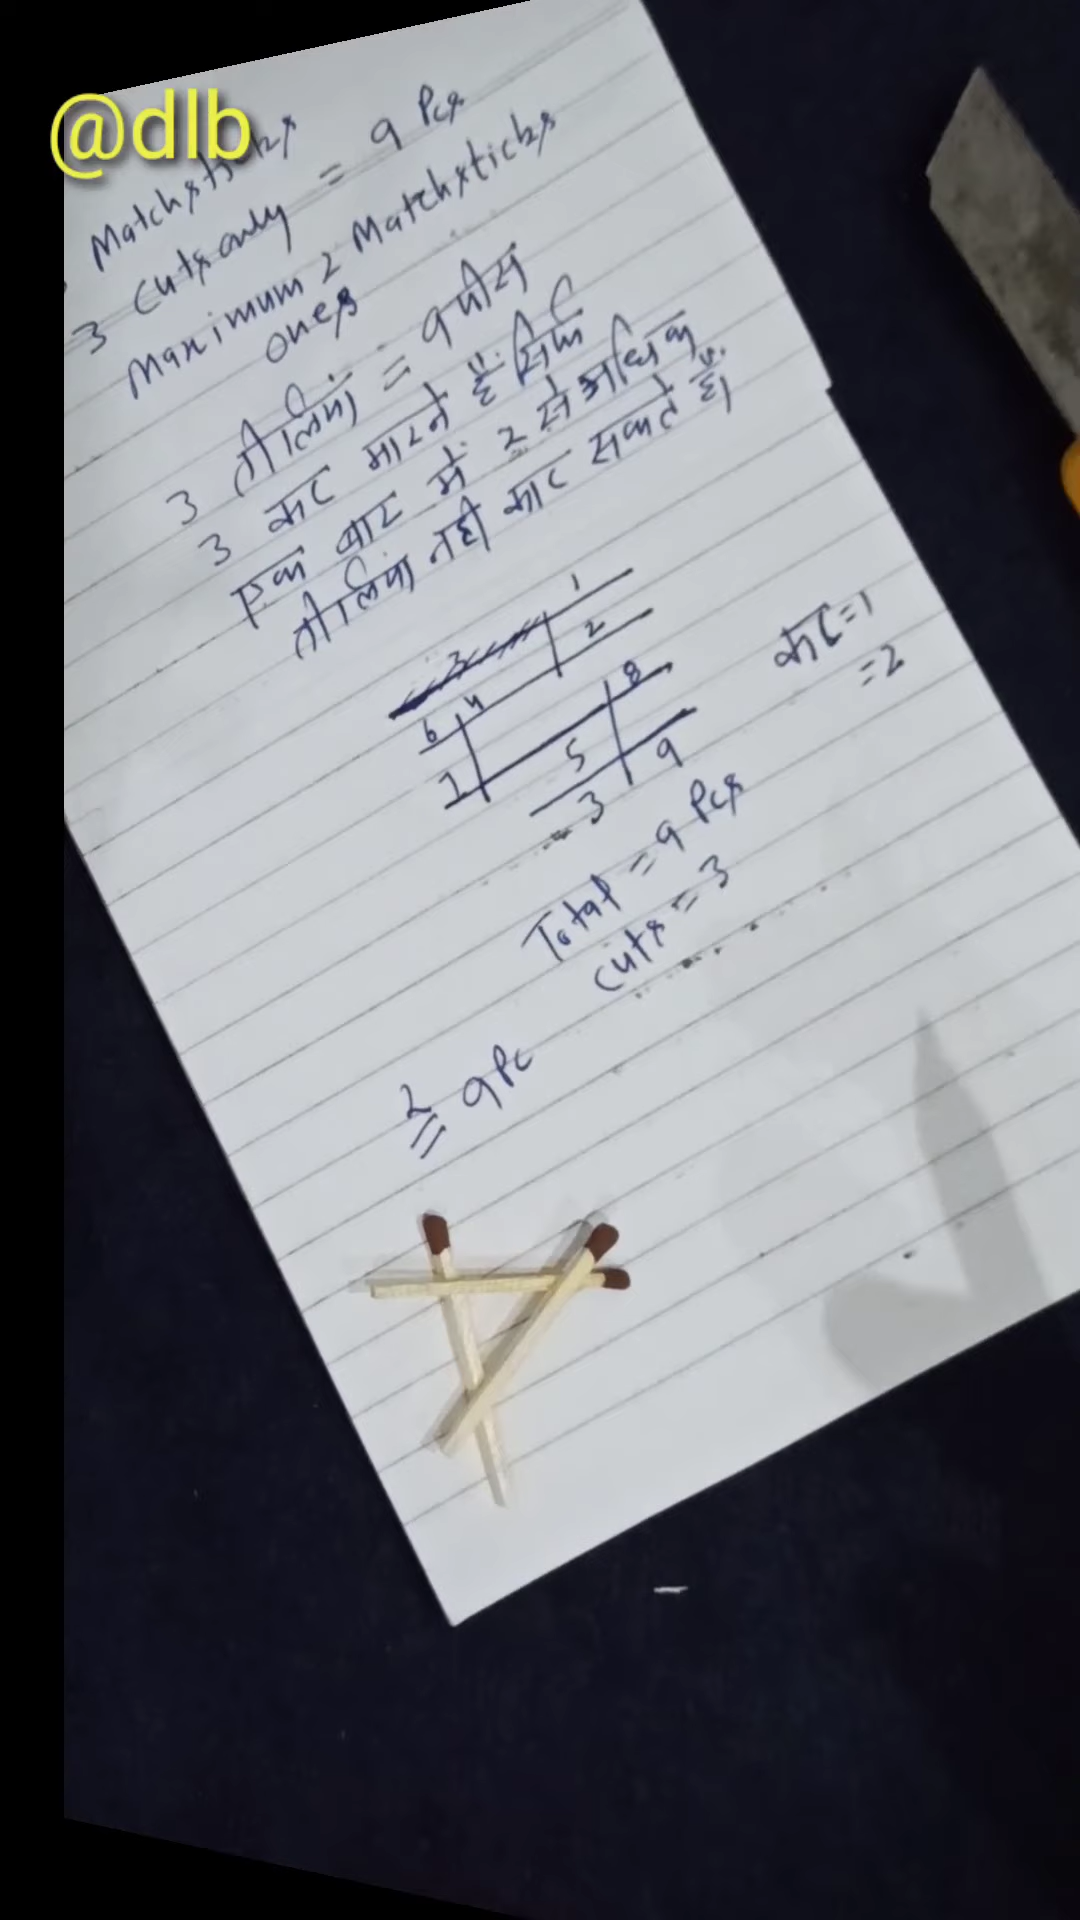 @dlb
Matchsticks
3 Cuts only = 9 Pcs
Maximum 2 Matchsticks
ones
3 तीलियां = 9 पीस
3 काट मारने हैं सिर्फ
एक बार में 2 से अधिक
तीलियां नही काट सकते हैं।
3
1
2
6 4
8
7
5
9
3
काट = 1
= 2
Total = 9 Pcs
cuts = 3
2
= 9 Pc